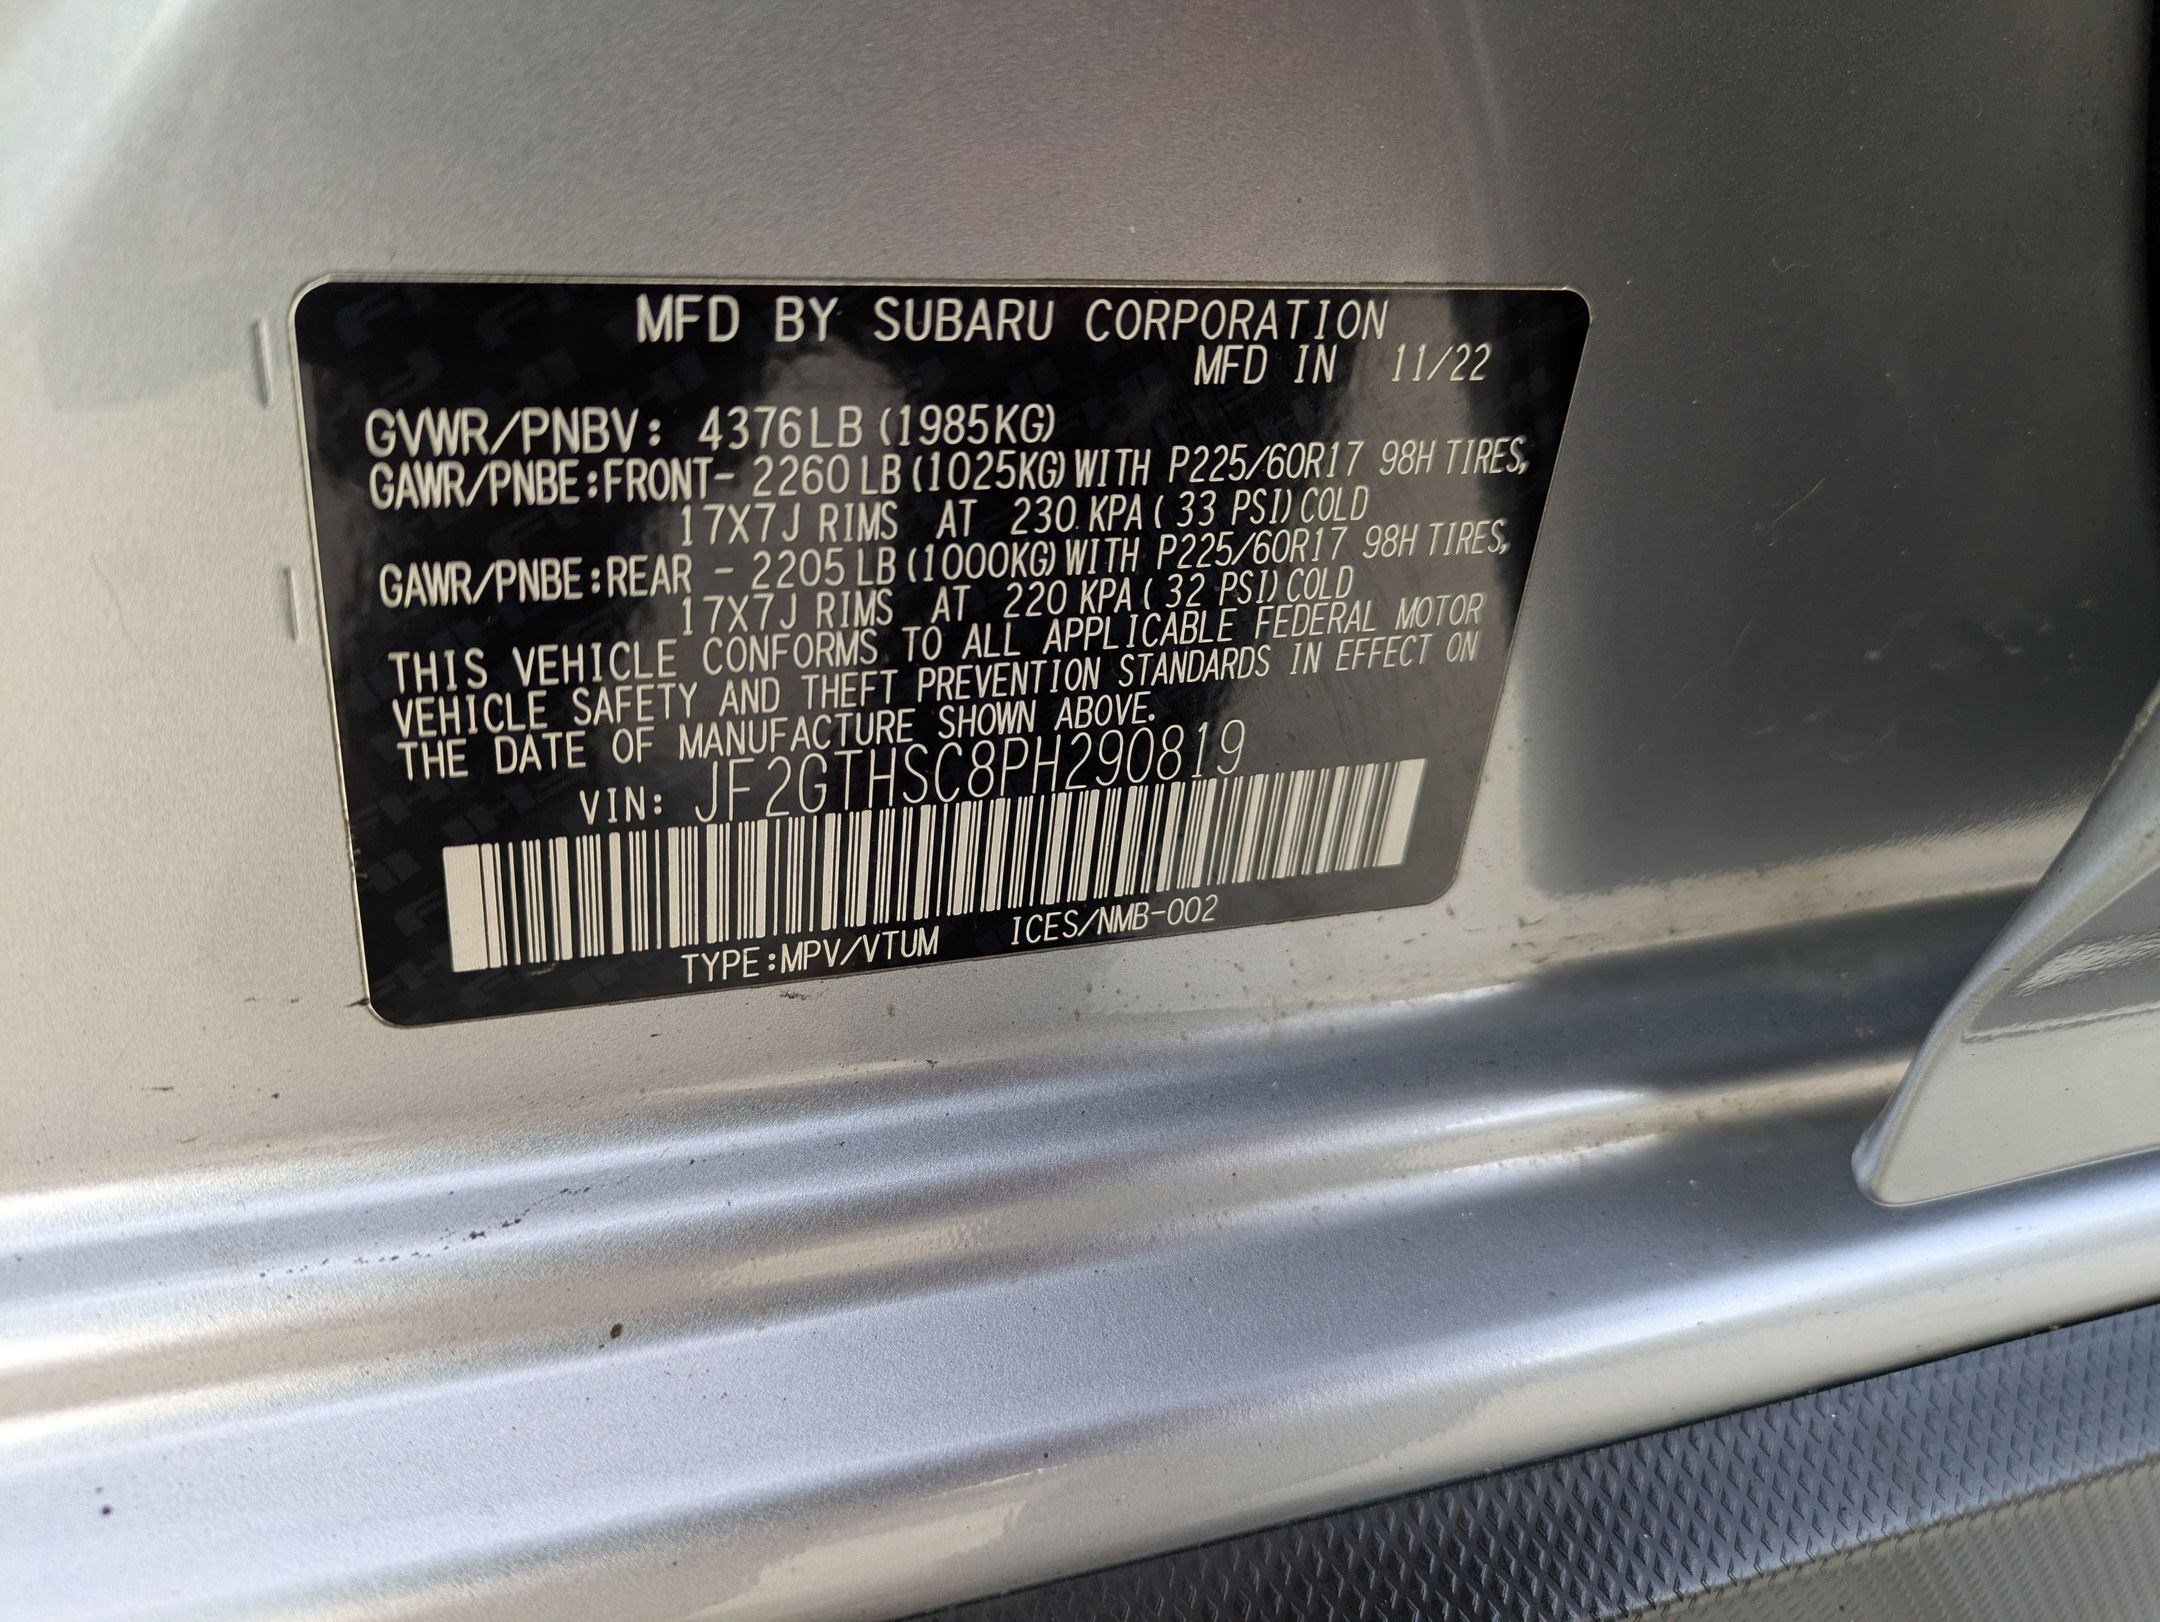 MFD BY SUBARU CORPORATION
MFD IN 11/22
GVWR/PNBV: 4376LB (1985KG)
GAWR/PNBE:FRONT- 2260 LB (1025KG) WITH P225/60R17 98H TIRES,
17X7J RIMS AT 230 KPA ( 33 PSI) COLD
GAWR/PNBE:REAR - 2205 LB (1000KG) WITH P225/60R17 98H TIRES,
17X7J RIMS AT 220 KPA ( 32 PSI) COLD
THIS VEHICLE CONFORMS TO ALL APPLICABLE FEDERAL MOTOR
VEHICLE SAFETY AND THEFT PREVENTION STANDARDS IN EFFECT ON
THE DATE OF MANUFACTURE SHOWN ABOVE.
VIN: JF2GTHSC8PH290819
TYPE:MPV/VTUM ICES/NMB-002